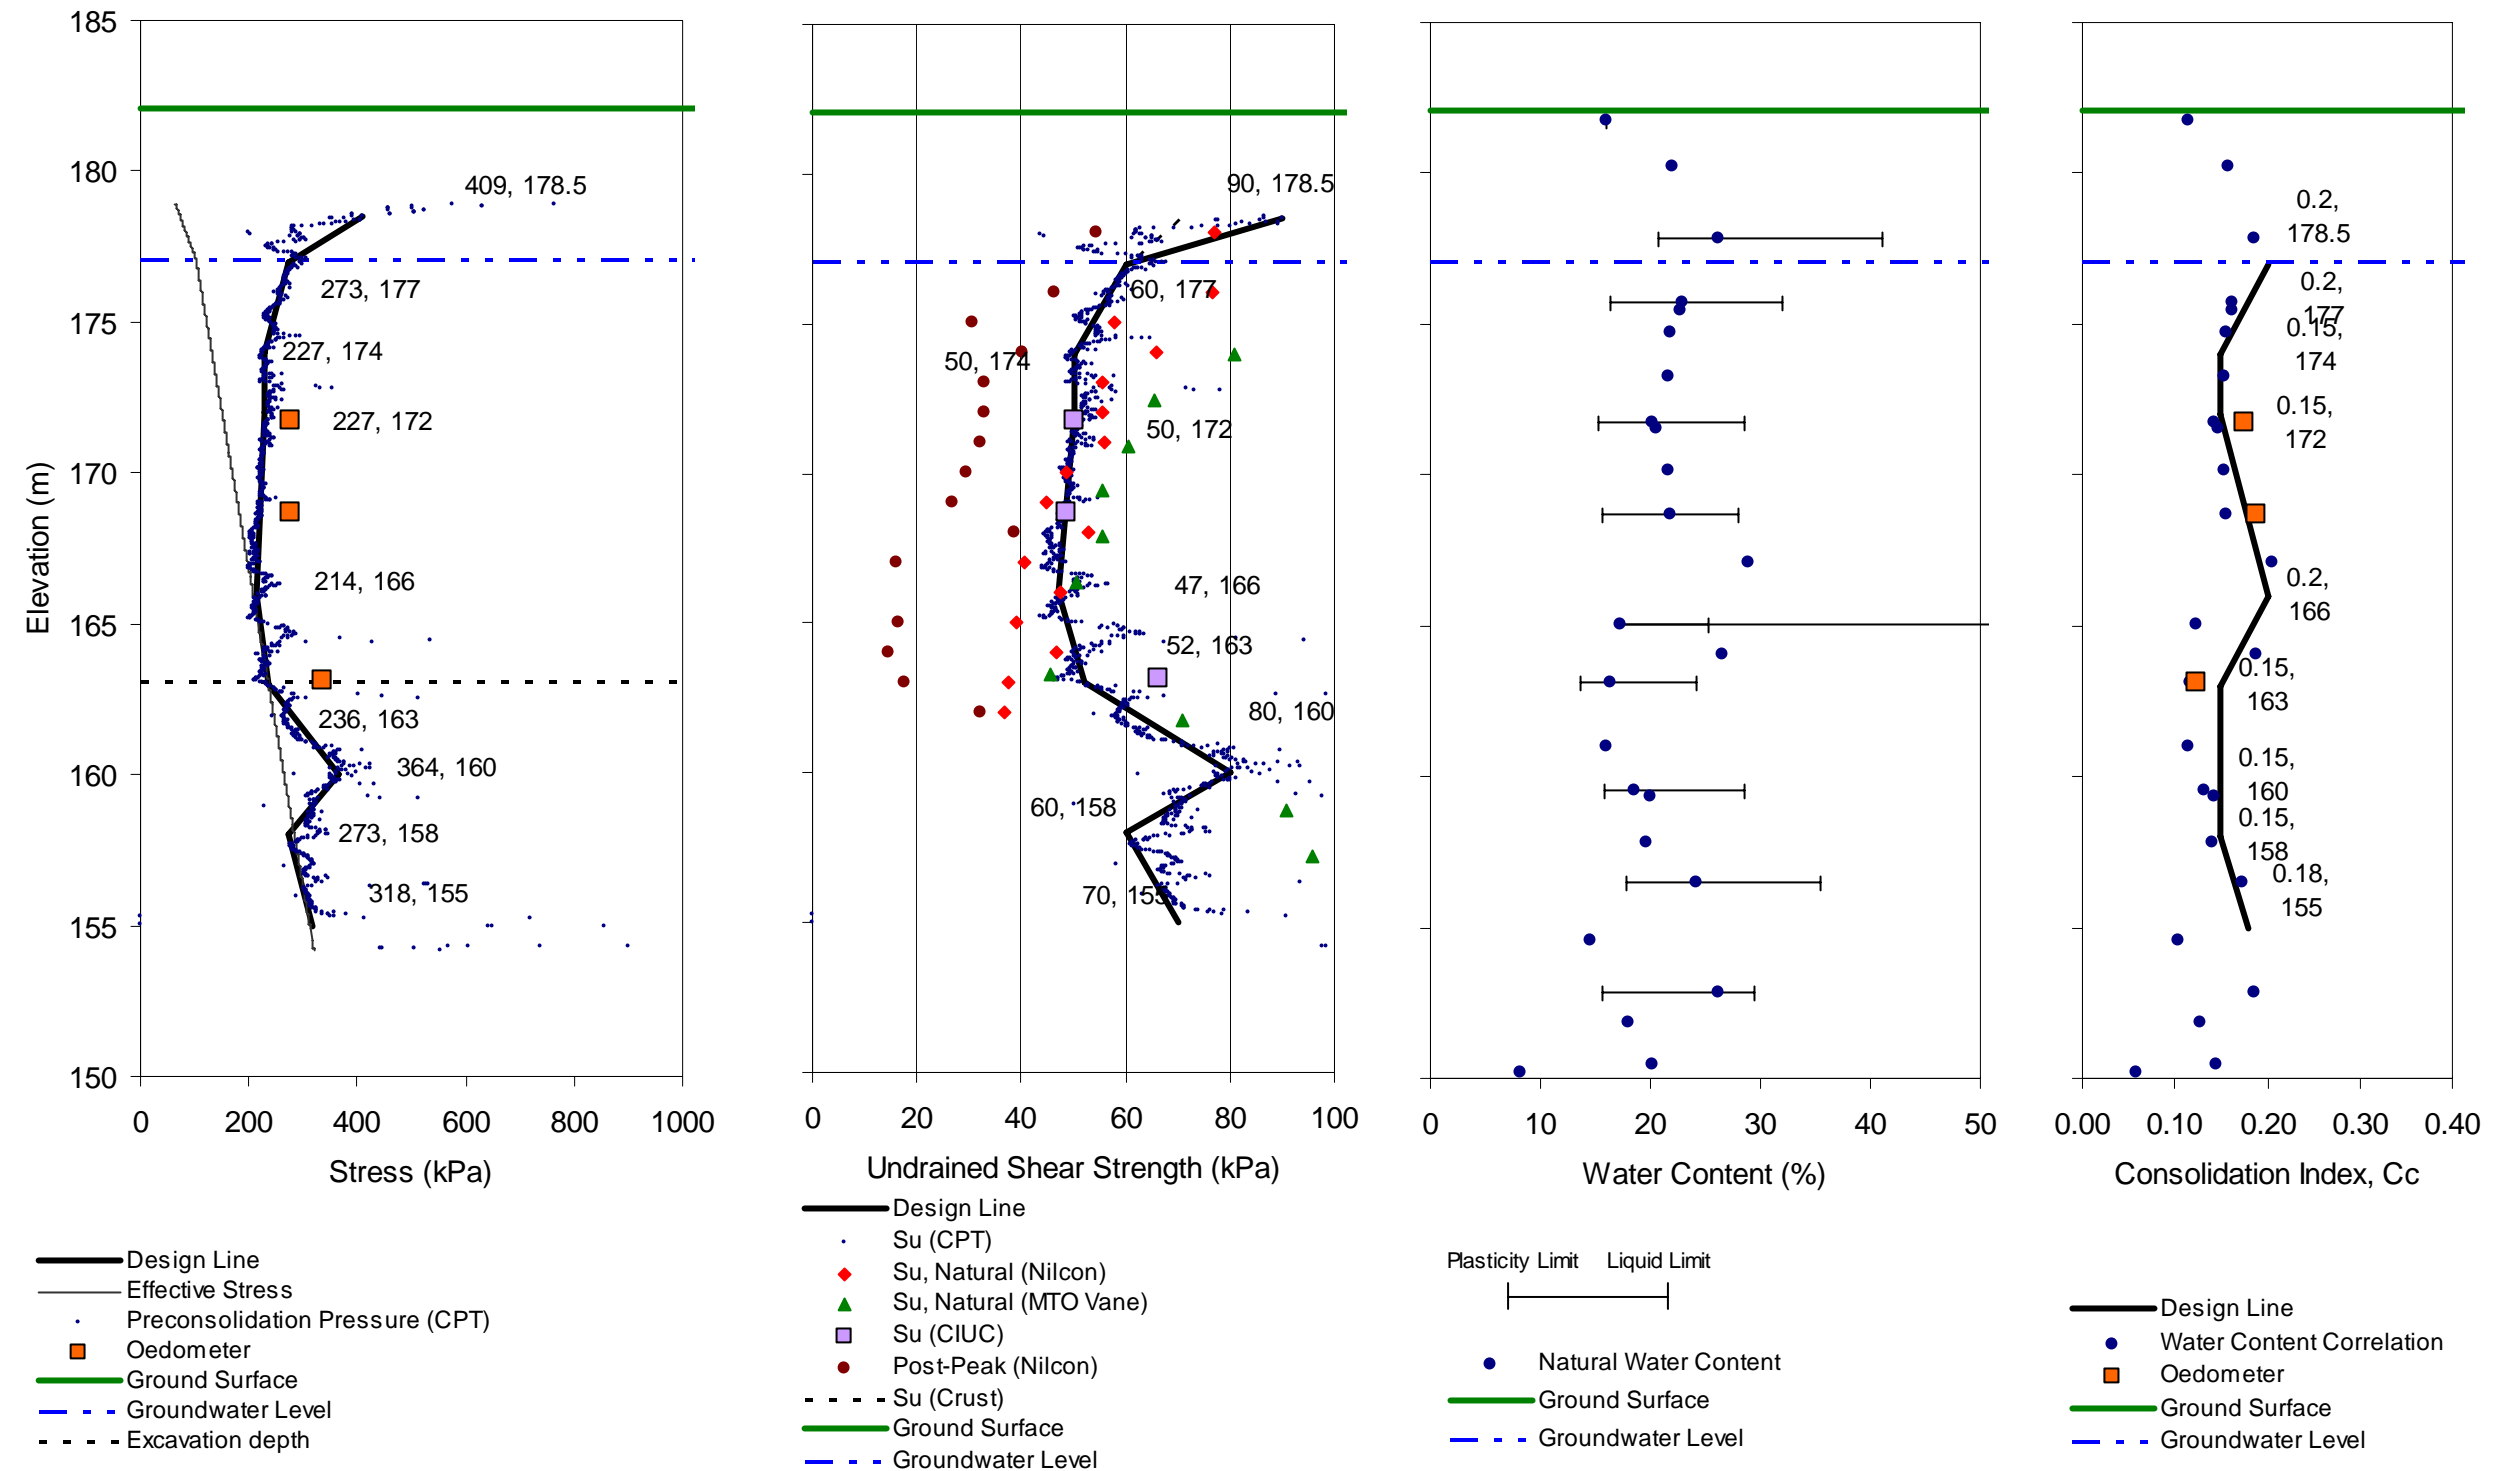 185
180
175
170
165
160
155
150
Elevation (m)
409, 178.5
273, 177
227, 174
227, 172
214, 166
236, 163
364, 160
273, 158
318, 155
0 200 400 600 800 1000
Stress (kPa)
Design Line
Effective Stress
Preconsolidation Pressure (CPT)
Oedometer
Ground Surface
Groundwater Level
Excavation depth
90, 178.5
60, 177
50, 174
50, 172
47, 166
52, 163
80, 160
60, 158
70, 155
0 20 40 60 80 100
Undrained Shear Strength (kPa)
Design Line
Su (CPT)
Su, Natural (Nilcon)
Su, Natural (MTO Vane)
Su (CIUC)
Post-Peak (Nilcon)
Su (Crust)
Ground Surface
Groundwater Level
0 10 20 30 40 50
Water Content (%)
Plasticity Limit Liquid Limit
Natural Water Content
Ground Surface
Groundwater Level
0.2,
178.5
0.2,
177
0.15,
174
0.15,
172
0.2,
166
0.15,
163
0.15,
160
0.15,
158
0.18,
155
0.00 0.10 0.20 0.30 0.40
Consolidation Index, Cc
Design Line
Water Content Correlation
Oedometer
Ground Surface
Groundwater Level